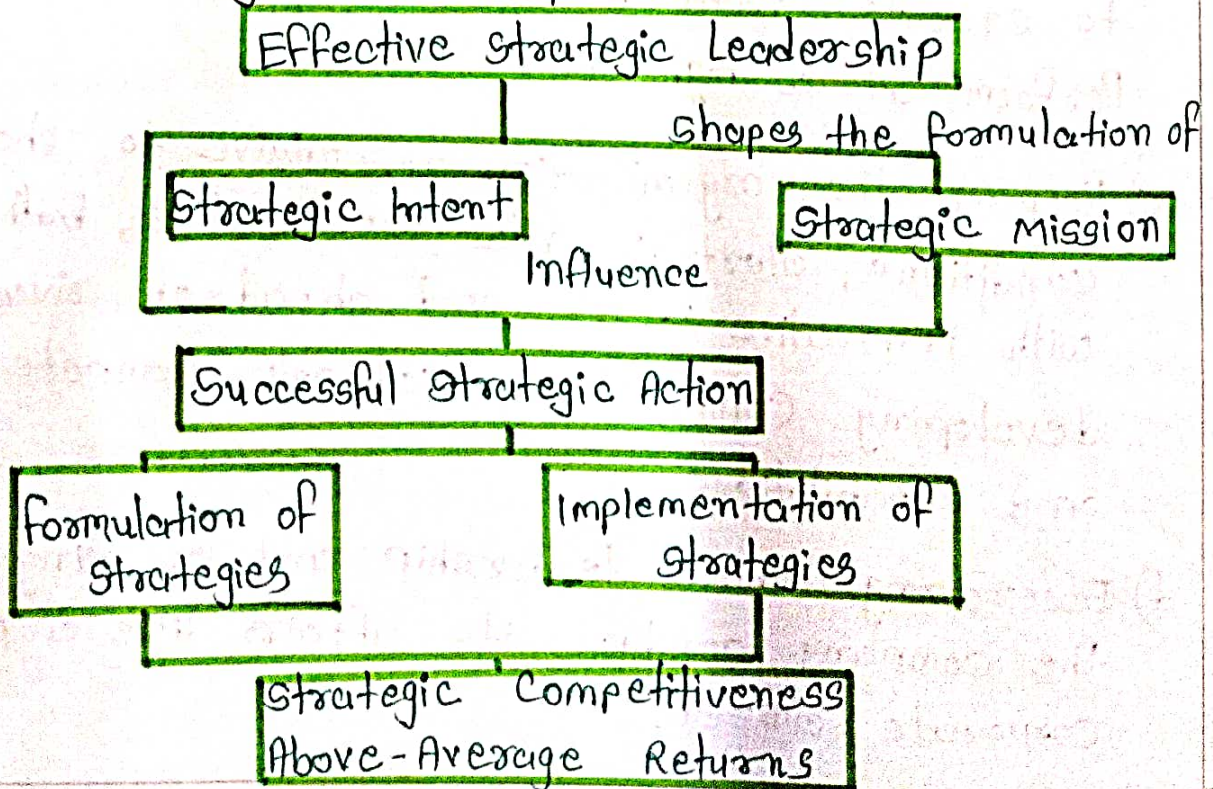 Effective Strategic Leadership
Shapes the formulation of
Strategic Intent
Strategic Mission
Influence
Successful Strategic Action
formulation of
Strategies
Implementation of
Strategies
Strategic Competitiveness
Above-Average Returns